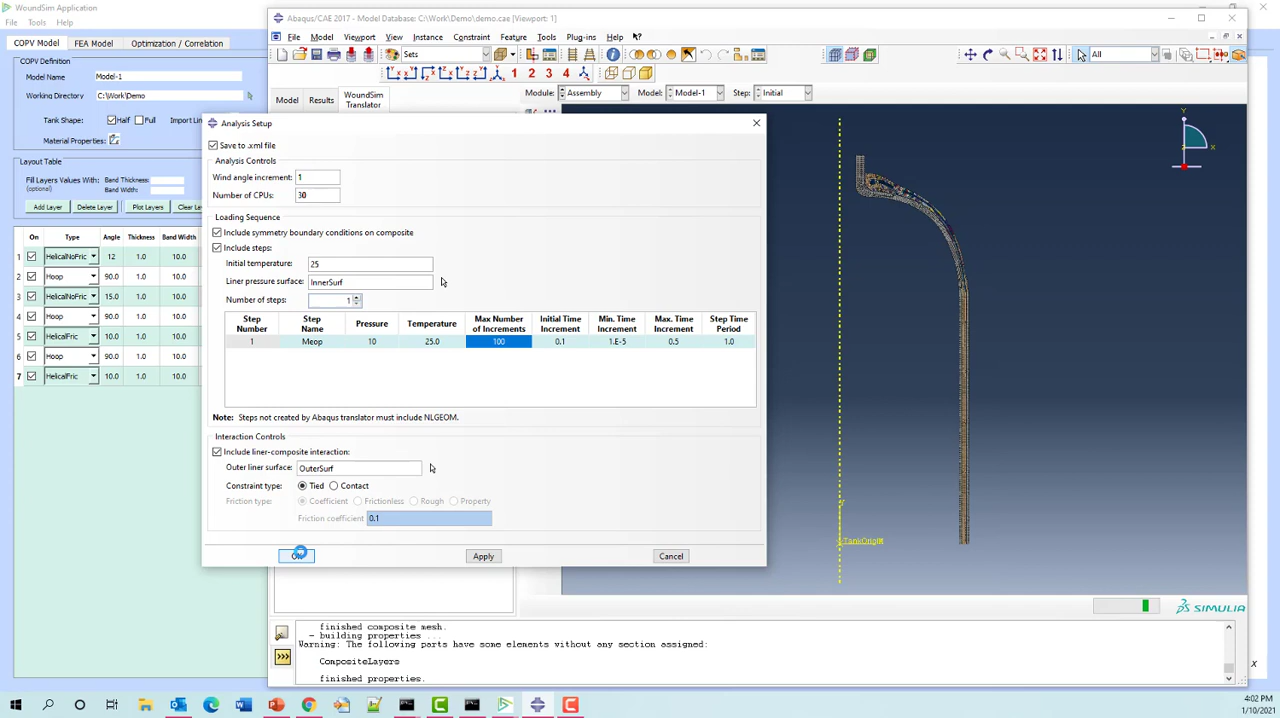 WoundSim Application
File Tools Help
COPV Model FEA Model Optimization / Correlation
COPV Definition
Model Name Model-1
Working Directory C:\Work\Demo
Tank Shape: Half Full Import Lin
Material Properties:
Layout Table
Fill Layers Values With: Band Thickness:
(optional) Band Width:
Add Layer Delete Layer Plot Layers Clear Lay
On Type Angle Thickness Band Width
1 HelicalNoFric 12 1.0 10.0
2 Hoop 90.0 1.0 10.0
3 HelicalNoFric 15.0 1.0 10.0
4 Hoop 90.0 1.0 10.0
5 HelicalFric 10.0 1.0 10.0
6 Hoop 90.0 1.0 10.0
7 HelicalFric 10.0 1.0 10.0
Abaqus/CAE 2017 - Model Database: C:\Work\Demo\demo.cae [Viewport: 1]
File Model Viewport View Instance Constraint Feature Tools Plug-ins Help
Sets
All
1 2 3 4
Model Results WoundSim Translator
Module: Assembly Model: Model-1 Step: Initial
Analysis Setup
Save to .xml file
Analysis Controls
Wind angle increment: 1
Number of CPUs: 30
Loading Sequence
Include symmetry boundary conditions on composite
Include steps:
Initial temperature: 25
Liner pressure surface: InnerSurf
Number of steps: 1
Step Number Step Name Pressure Temperature Max Number of Increments Initial Time Increment Min. Time Increment Max. Time Increment Step Time Period
1 Meop 10 25.0 100 0.1 1.E-5 0.5 1.0
Note: Steps not created by Abaqus translator must include NLGEOM.
Interaction Controls
Include liner-composite interaction:
Outer liner surface: OuterSurf
Constraint type: Tied Contact
Friction type: Coefficient Frictionless Rough Property
Friction coefficient 0.1
Apply Cancel
Y
X
SIMULIA
finished composite mesh.
- building properties ...
Warning: The following parts have some elements without any section assigned:
CompositeLayers
finished properties.
>>>
X
4:02 PM
1/10/2021